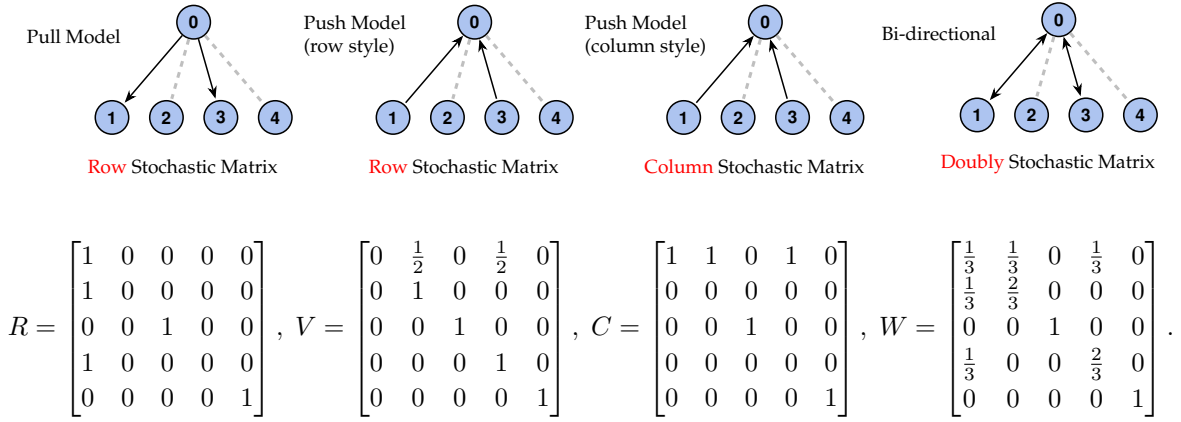 Pull Model
0
1 2 3 4
Row Stochastic Matrix
Push Model
(row style)
0
1 2 3 4
Row Stochastic Matrix
Push Model
(column style)
0
1 2 3 4
Column Stochastic Matrix
Bi-directional
0
1 2 3 4
Doubly Stochastic Matrix
R = [1 0 0 0 0
1 0 0 0 0
0 0 1 0 0
1 0 0 0 0
0 0 0 0 1] ,
V = [0 1/2 0 1/2 0
0 1 0 0 0
0 0 1 0 0
0 0 0 1 0
0 0 0 0 1] ,
C = [1 1 0 1 0
0 0 0 0 0
0 0 1 0 0
0 0 0 0 0
0 0 0 0 1] ,
W = [1/3 1/3 0 1/3 0
1/3 2/3 0 0 0
0 0 1 0 0
1/3 0 0 2/3 0
0 0 0 0 1] .